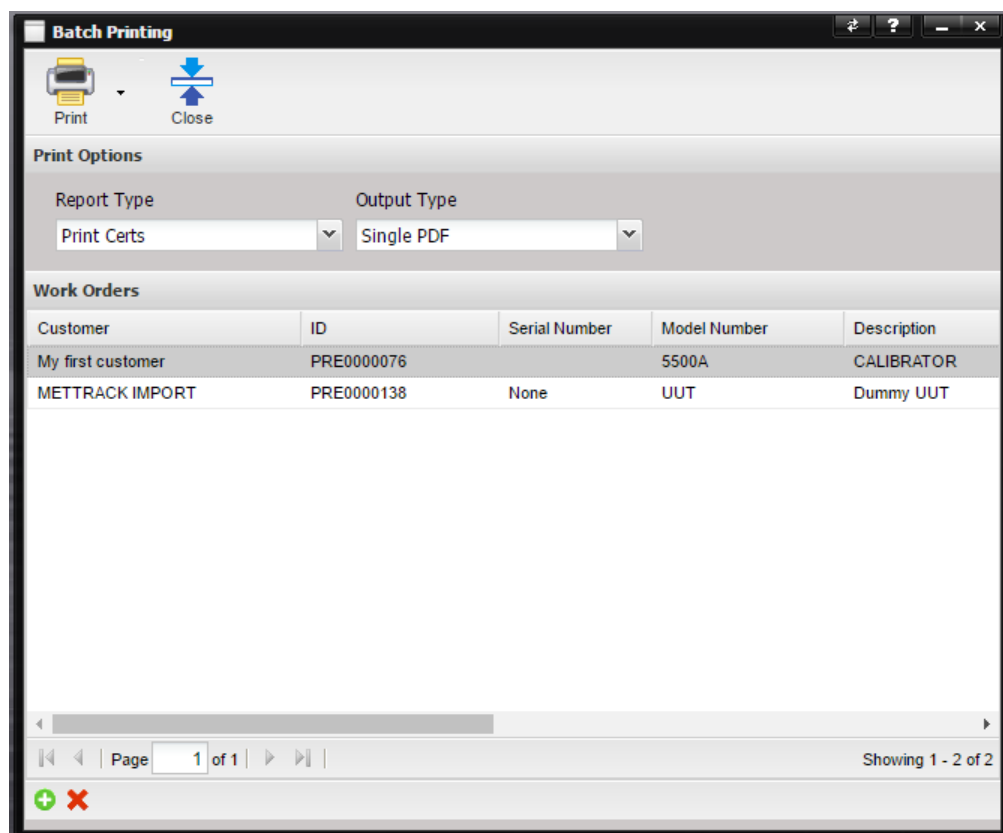 Batch Printing ?
Print Close
Print Options
Report Type Output Type
Print Certs Single PDF
Work Orders
Customer ID Serial Number Model Number Description
My first customer PRE0000076 5500A CALIBRATOR
METTRACK IMPORT PRE0000138 None UUT Dummy UUT
Page 1 of 1 Showing 1 - 2 of 2